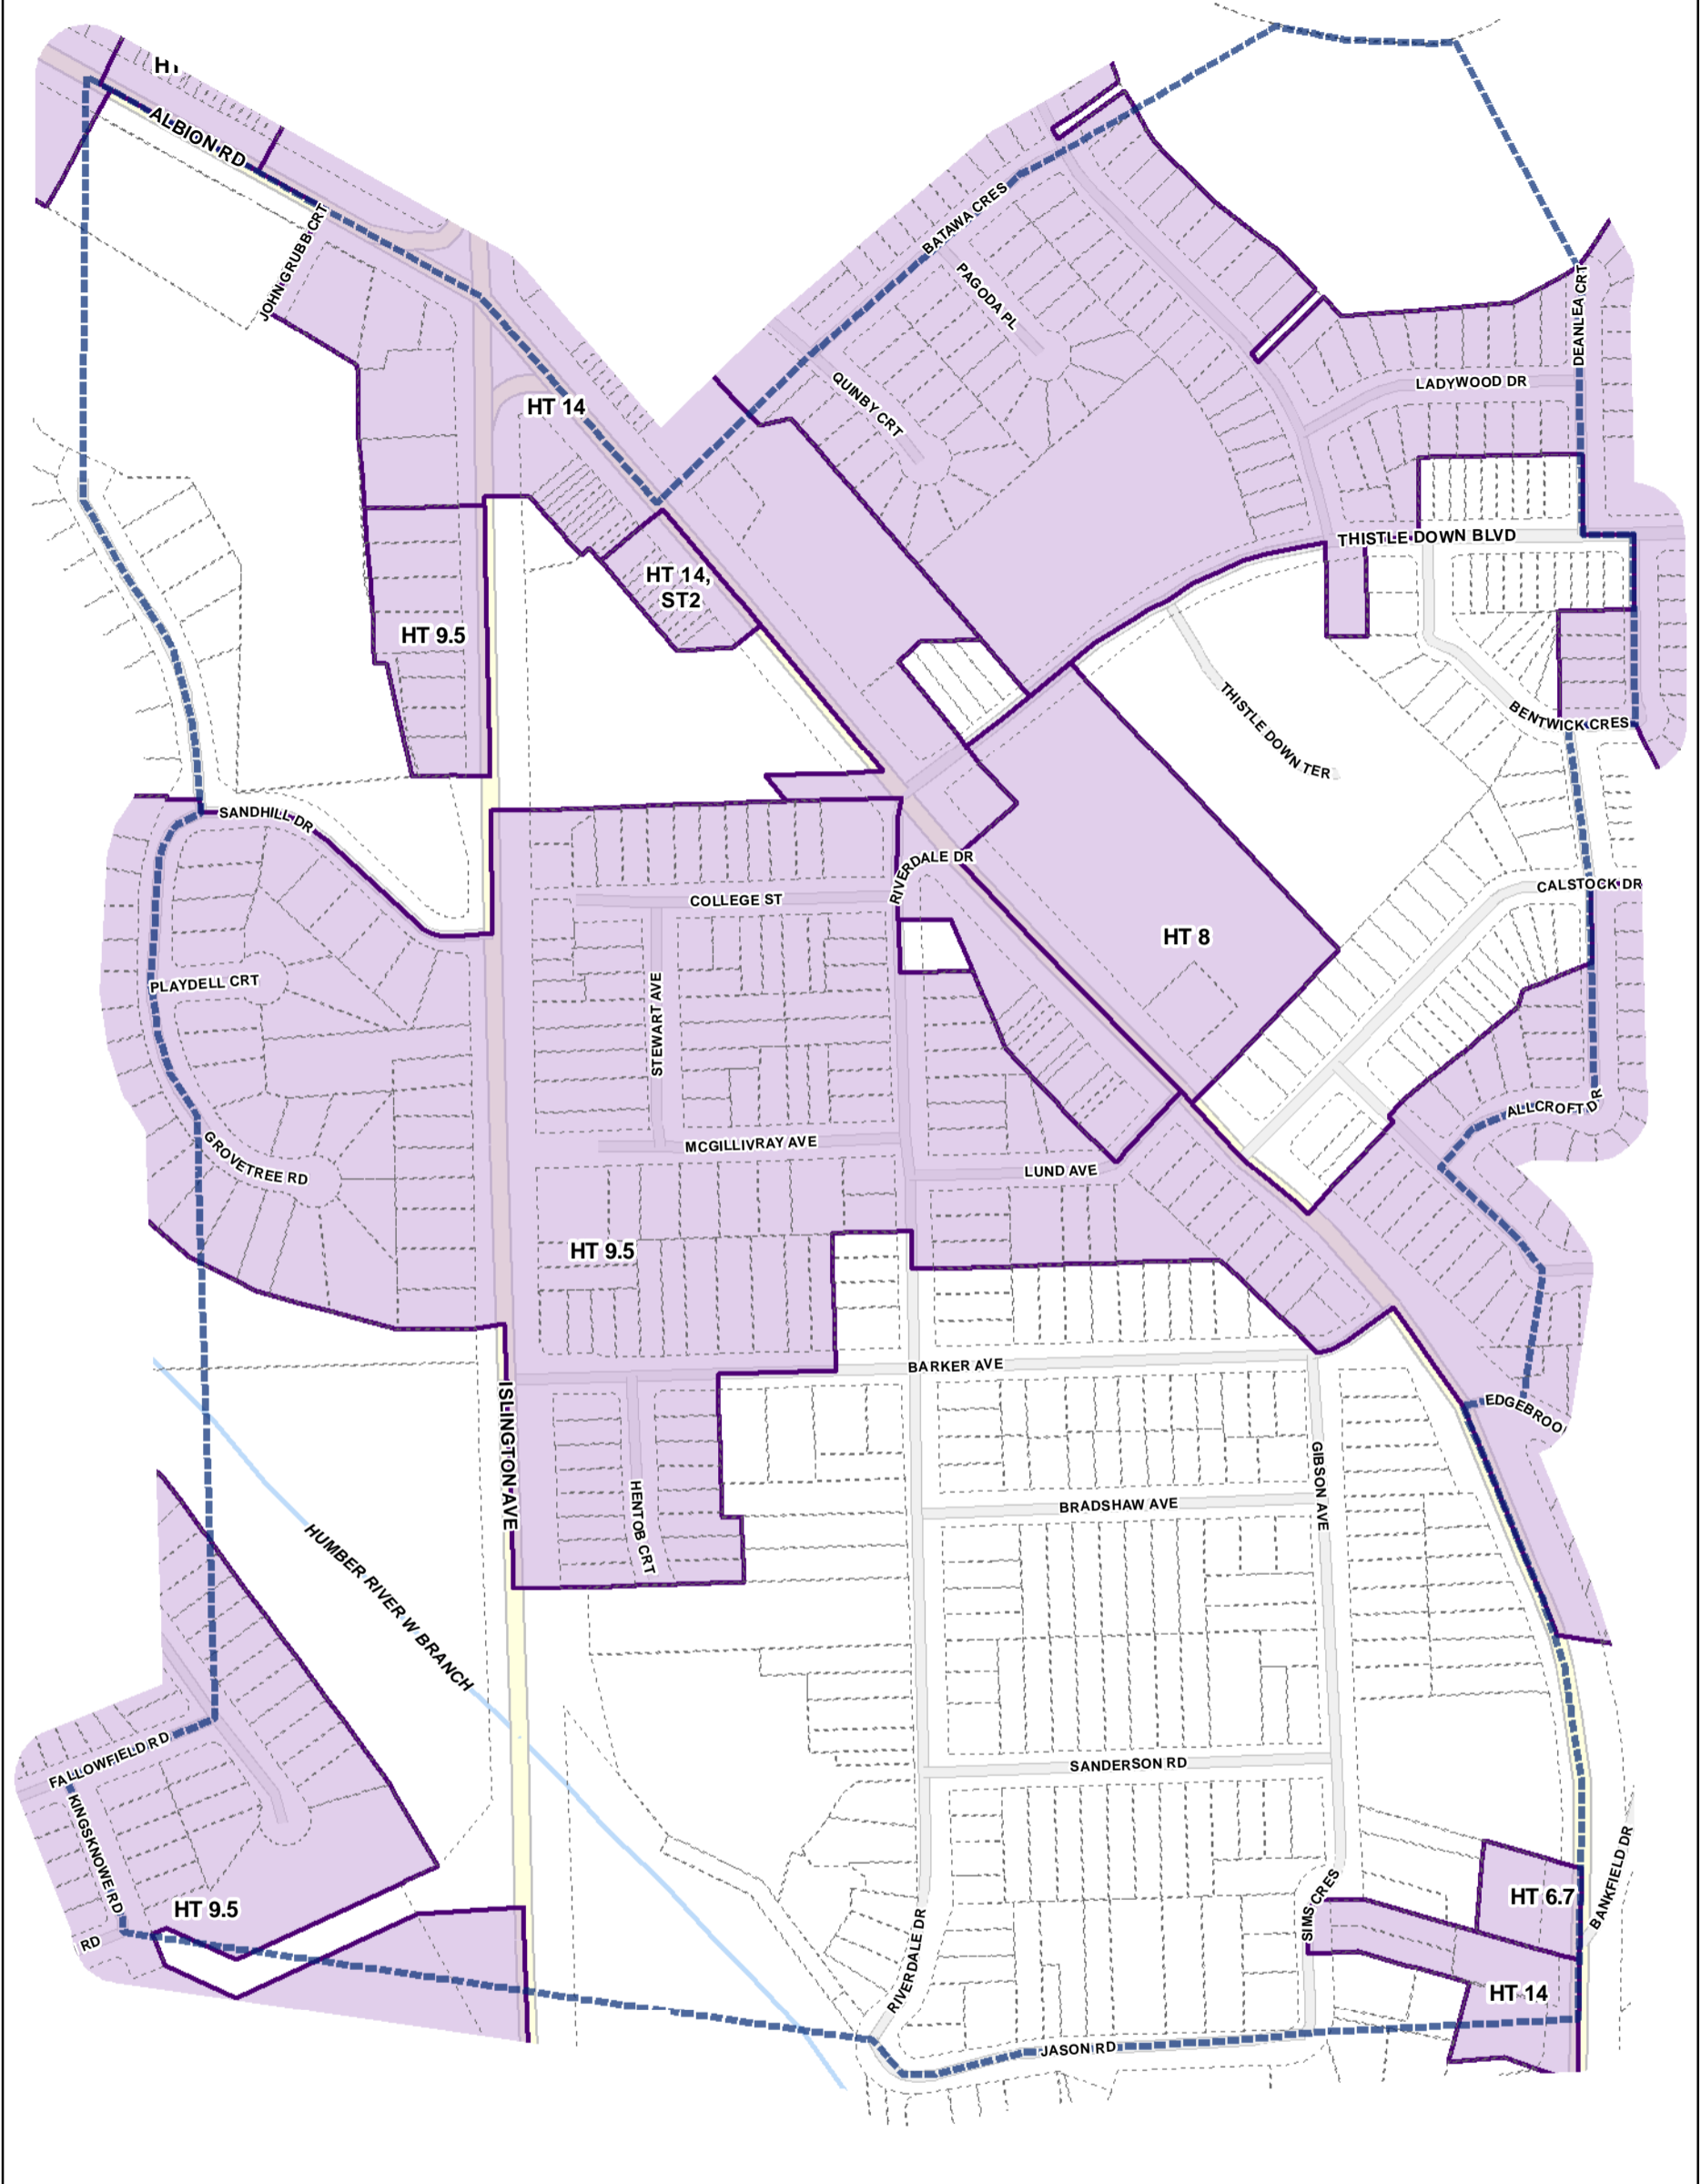 ALBION RD
JOHN GRUBB CRT
BATAWA CRES
PAGODA PL
QUINBY CRT
DEANLEA CRT
LADYWOOD DR
HT 14
THISTLE DOWN BLVD
HT 14,
ST2
HT 9.5
THISTLE DOWN TER
BENTWICK CRES
SANDHILL DR
RIVERDALE DR
CALSTOCK DR
COLLEGE ST
HT 8
PLAYDELL CRT
STEWART AVE
ALLCROFT DR
MCGILLIVRAY AVE
GROVETREE RD
LUND AVE
HT 9.5
BARKER AVE
ISLINGTON AVE
EDGEBROO
GIBSON AVE
HENTOB CRT
BRADSHAW AVE
HUMBER RIVER W BRANCH
FALLOWFIELD RD
SANDERSON RD
KINGSKNOWE RD
HT 9.5
RD
SIMS CRES
HT 6.7
BANKFIELD DR
RIVERDALE DR
HT 14
JASON RD